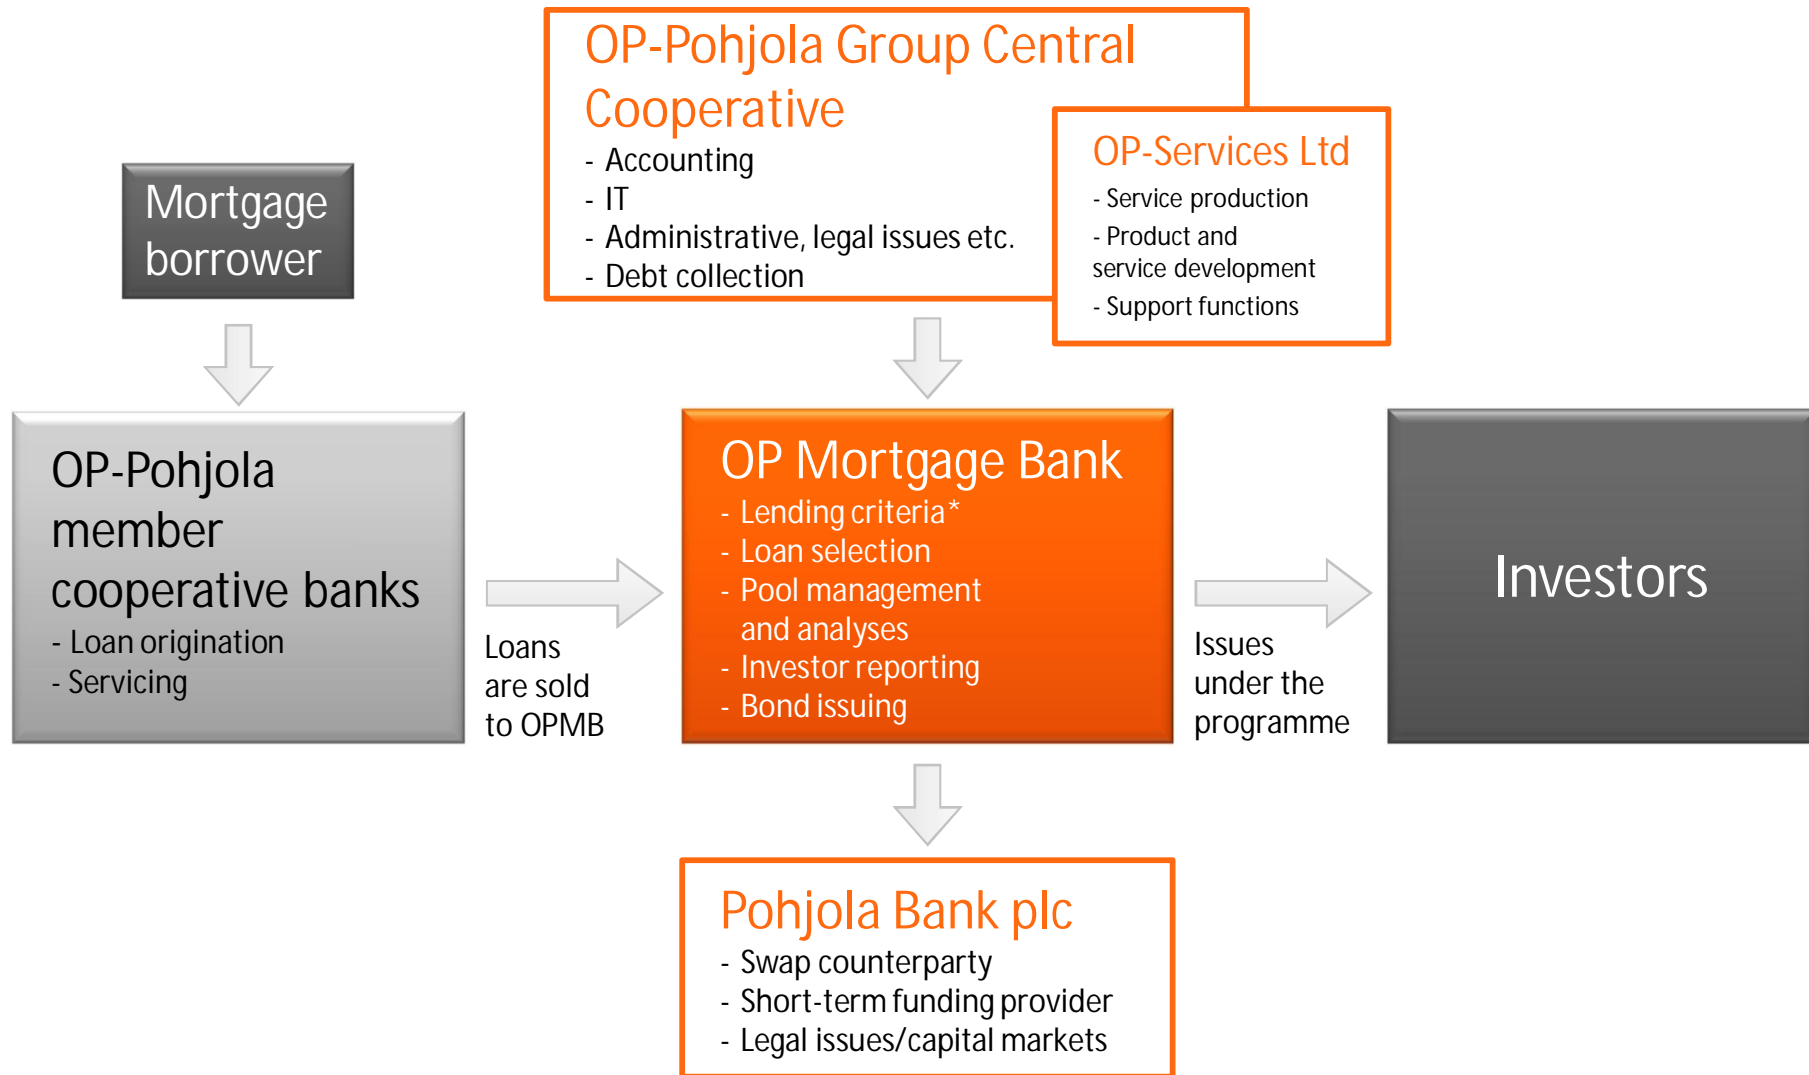 OP-Pohjola Group Central
Cooperative
- Accounting
- IT
- Administrative, legal issues etc.
- Debt collection
OP-Services Ltd
- Service production
- Product and
service development
- Support functions
Mortgage
borrower
OP-Pohjola
member
cooperative banks
- Loan origination
- Servicing
Loans
are sold
to OPMB
OP Mortgage Bank
- Lending criteria*
- Loan selection
- Pool management
and analyses
- Investor reporting
- Bond issuing
Issues
under the
programme
Investors
Pohjola Bank plc
- Swap counterparty
- Short-term funding provider
- Legal issues/capital markets